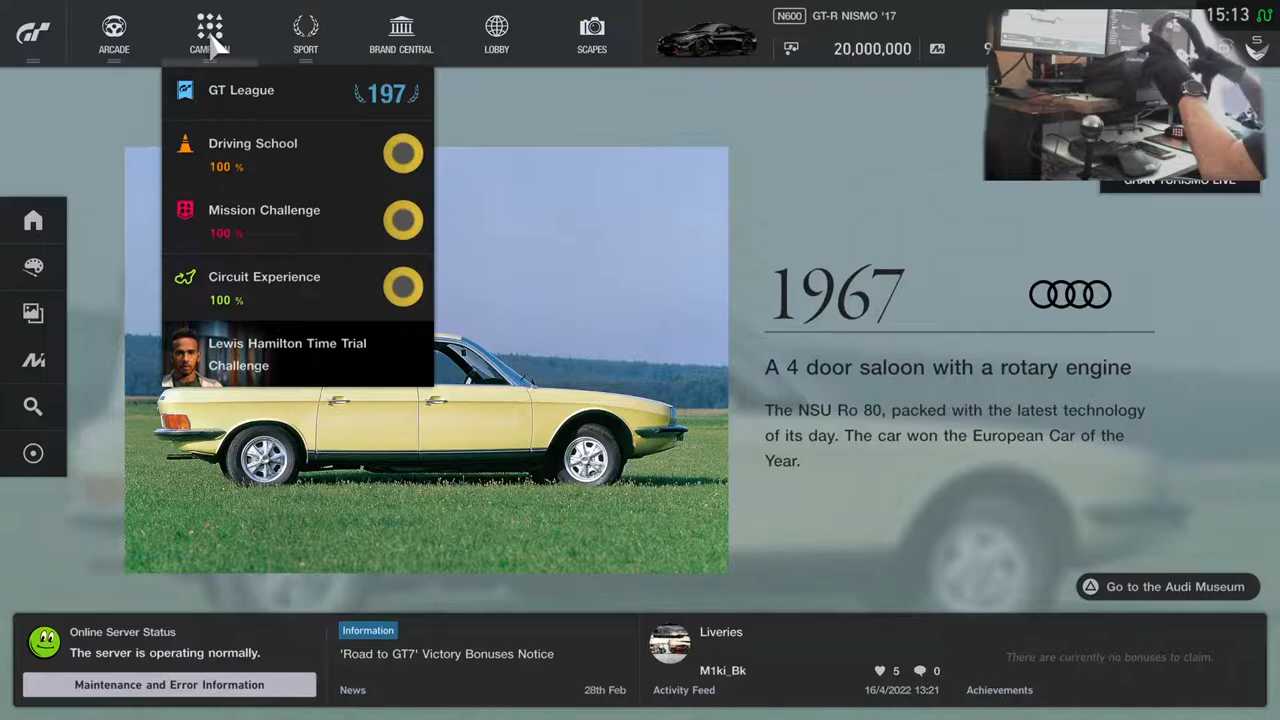 ARCADE
SPORT
BRAND CENTRAL
LOBBY
SCAPES
N600 GT-R NISMO '17
20,000,000
15:13
GT League 197
Driving School
100 %
Mission Challenge
100 %
Circuit Experience
100 %
Lewis Hamilton Time Trial
Challenge
GRAN TURISMO LIVE
1967
A 4 door saloon with a rotary engine
The NSU Ro 80, packed with the latest technology
of its day. The car won the European Car of the
Year.
Go to the Audi Museum
Online Server Status
The server is operating normally.
Maintenance and Error Information
Information
'Road to GT7' Victory Bonuses Notice
News 28th Feb
Liveries
M1ki_Bk 5 0
Activity Feed 16/4/2022 13:21
There are currently no bonuses to claim.
Achievements